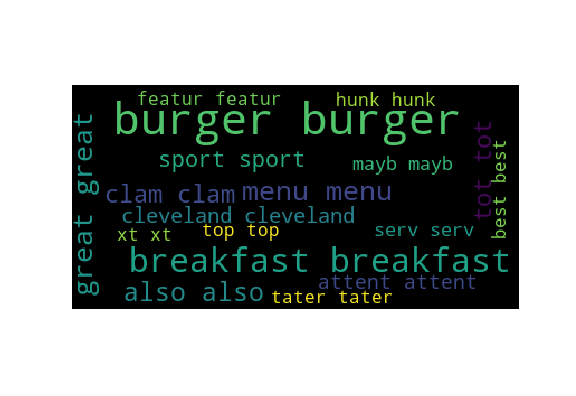 featur featur
hunk hunk
burger burger
great great
sport sport
mayb mayb
tot tot
best best
clam clam
menu menu
cleveland cleveland
xt xt
top top
serv serv
breakfast breakfast
also also
attent attent
tater tater